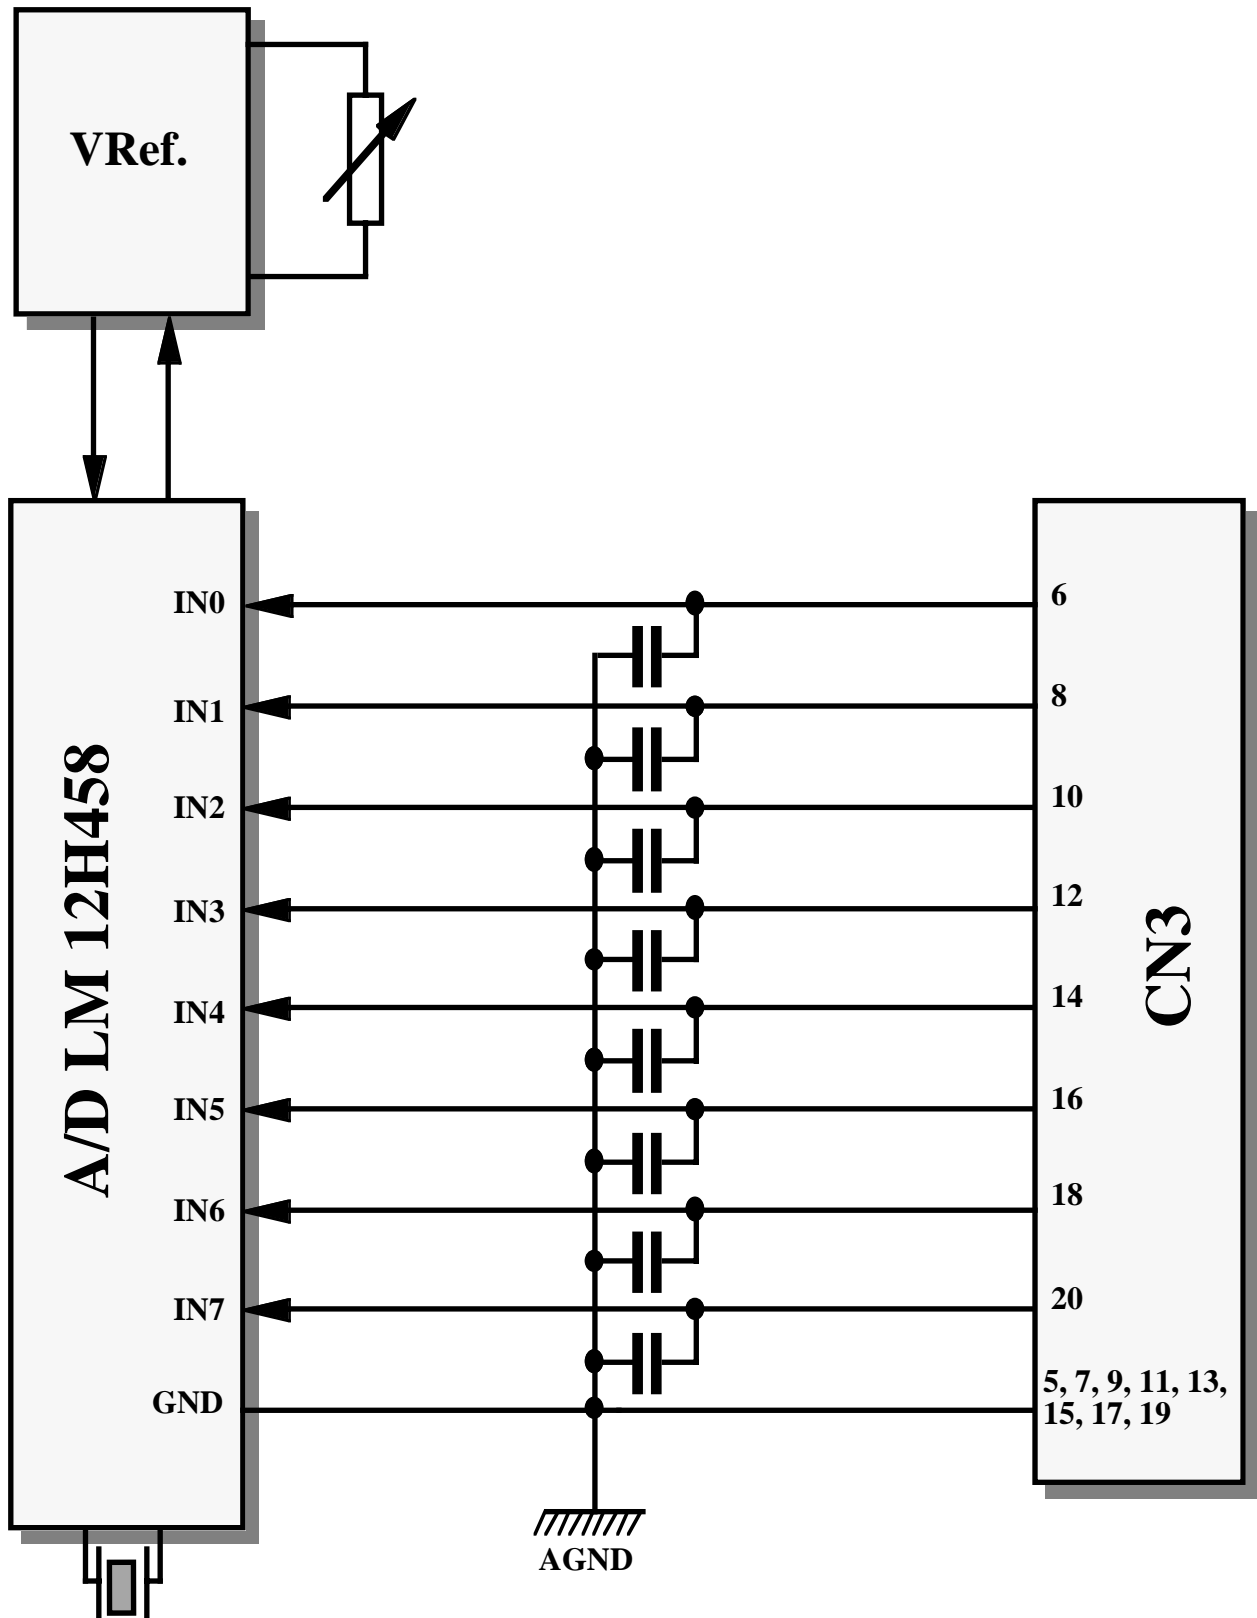 VRef.
A/D LM 12H458
IN0
IN1
IN2
IN3
IN4
IN5
IN6
IN7
GND
6
8
10
12
14
16
18
20
5, 7, 9, 11, 13,
15, 17, 19
CN3
AGND